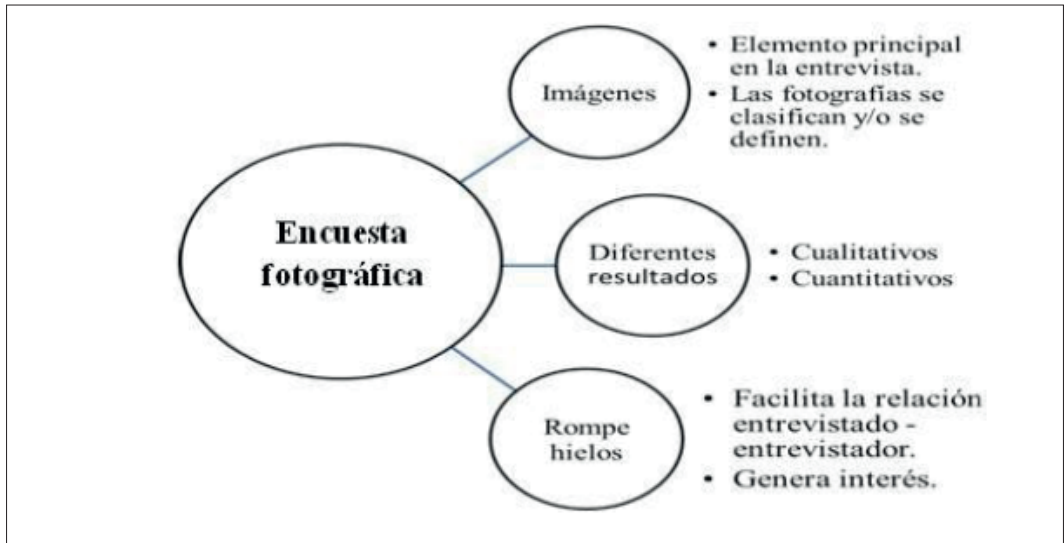 Encuesta
fotográfica
Imágenes
• Elemento principal
en la entrevista.
• Las fotografías se
clasifican y/o se
definen.
Diferentes
resultados
• Cualitativos
• Cuantitativos
Rompe
hielos
• Facilita la relación
entrevistado -
entrevistador.
• Genera interés.